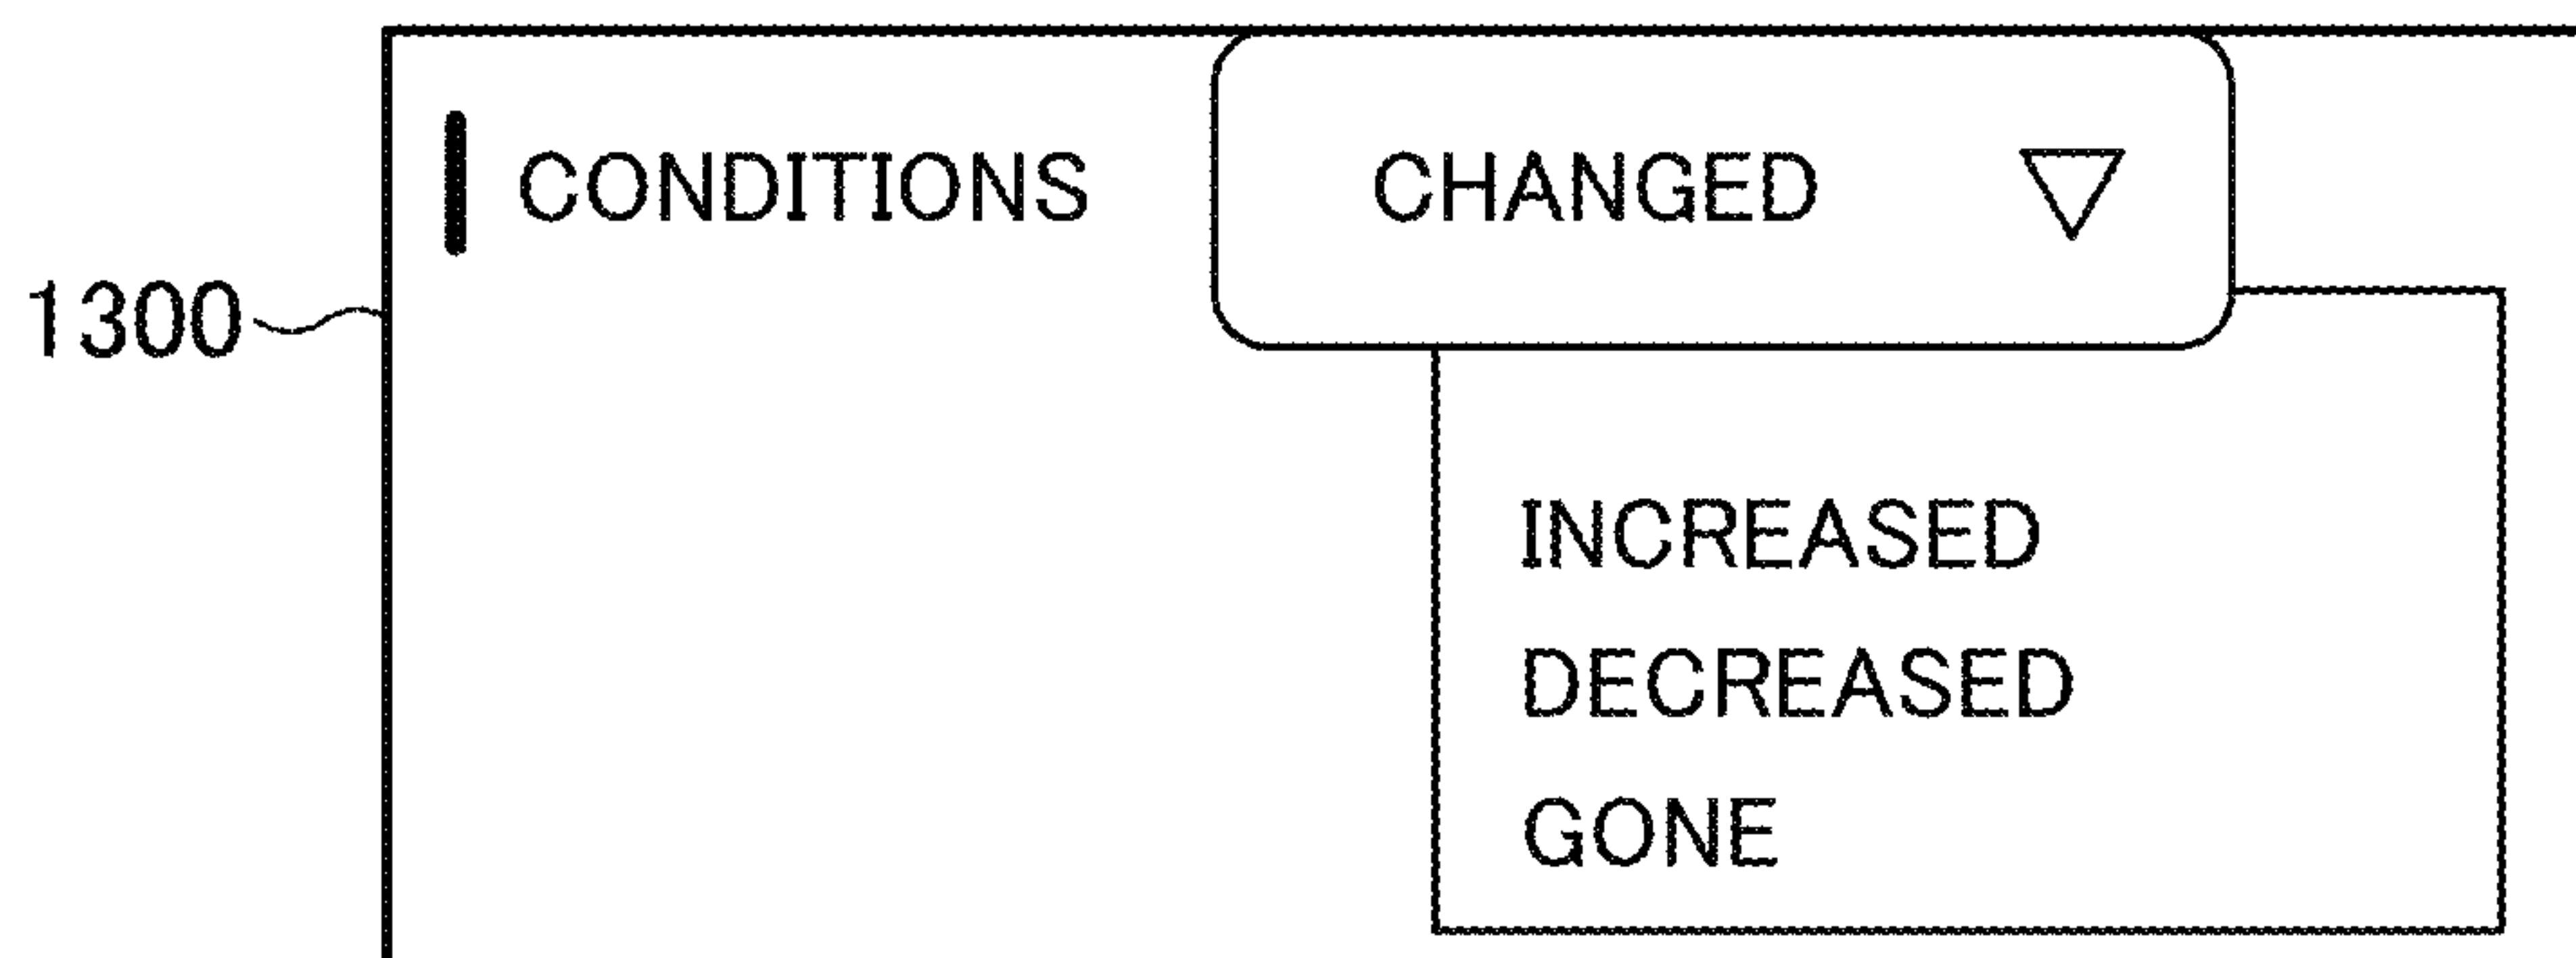 CONDITIONS CHANGED ▽
1300
INCREASED
DECREASED
GONE